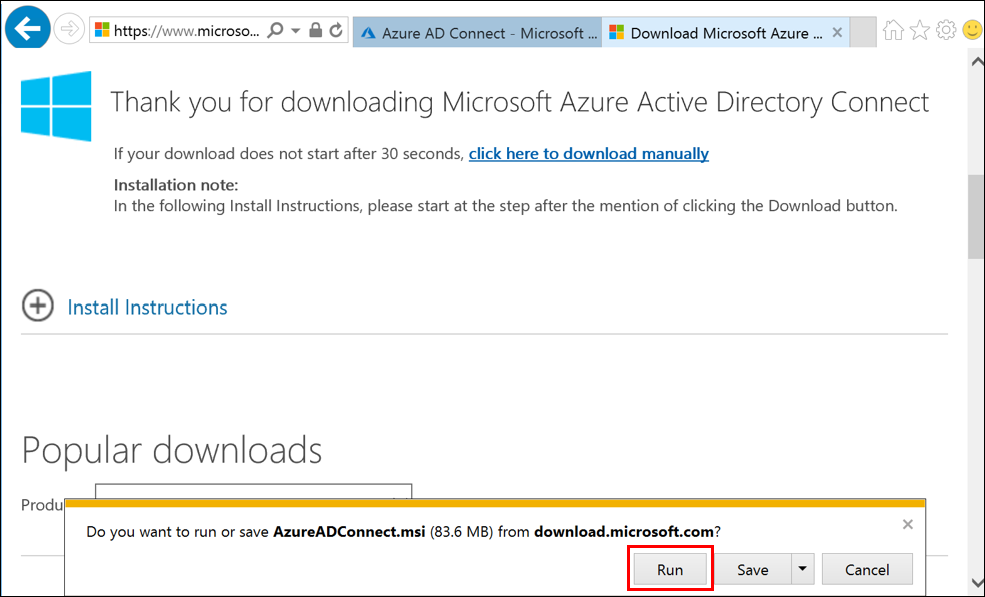 https://www.microso...
Azure AD Connect - Microsoft ...
Download Microsoft Azure ...
Thank you for downloading Microsoft Azure Active Directory Connect
If your download does not start after 30 seconds, click here to download manually
Installation note:
In the following Install Instructions, please start at the step after the mention of clicking the Download button.
Install Instructions
Popular downloads
Produ
Do you want to run or save AzureADConnect.msi (83.6 MB) from download.microsoft.com?
Run
Save
Cancel